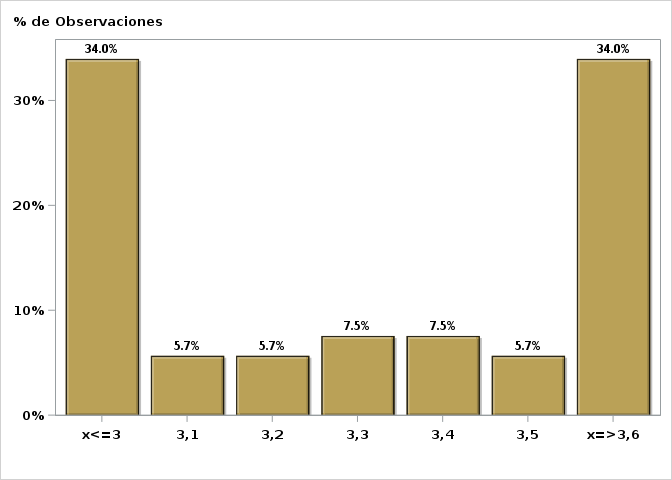 % de Observaciones
34.0% 34.0%
30%
20%
10%
7.5% 7.5%
5.7% 5.7% 5.7%
0%
x<=3 3,1 3,2 3,3 3,4 3,5 x=>3,6